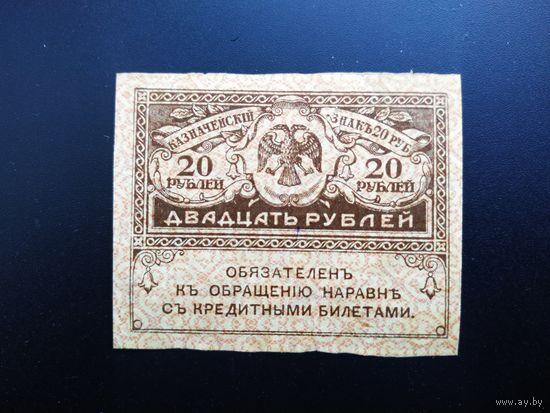 КАЗНАЧЕЙСКІЙ ЗНАКЪ 20 РУБ.
20 20
РУБЛЕЙ РУБЛЕЙ
ДВАДЦАТЬ РУБЛЕЙ
ОБЯЗАТЕЛЕНЪ
КЪ ОБРАЩЕНІЮ НАРАВНѢ
СЪ КРЕДИТНЫМИ БИЛЕТАМИ.
www.ay.by